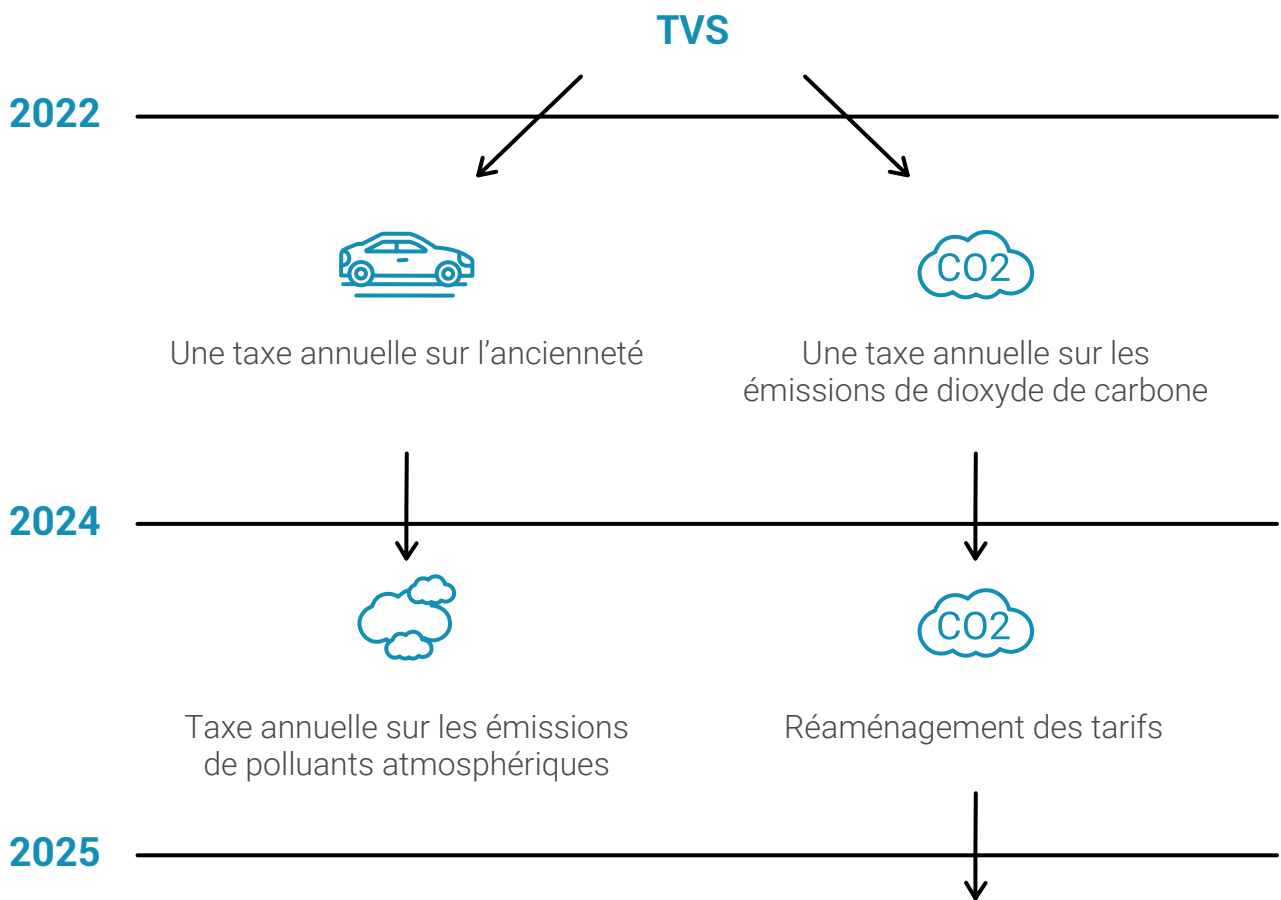 TVS
2022
CO2
Une taxe annuelle sur l’ancienneté
Une taxe annuelle sur les
émissions de dioxyde de carbone
2024
CO2
Taxe annuelle sur les émissions
de polluants atmosphériques
Réaménagement des tarifs
2025